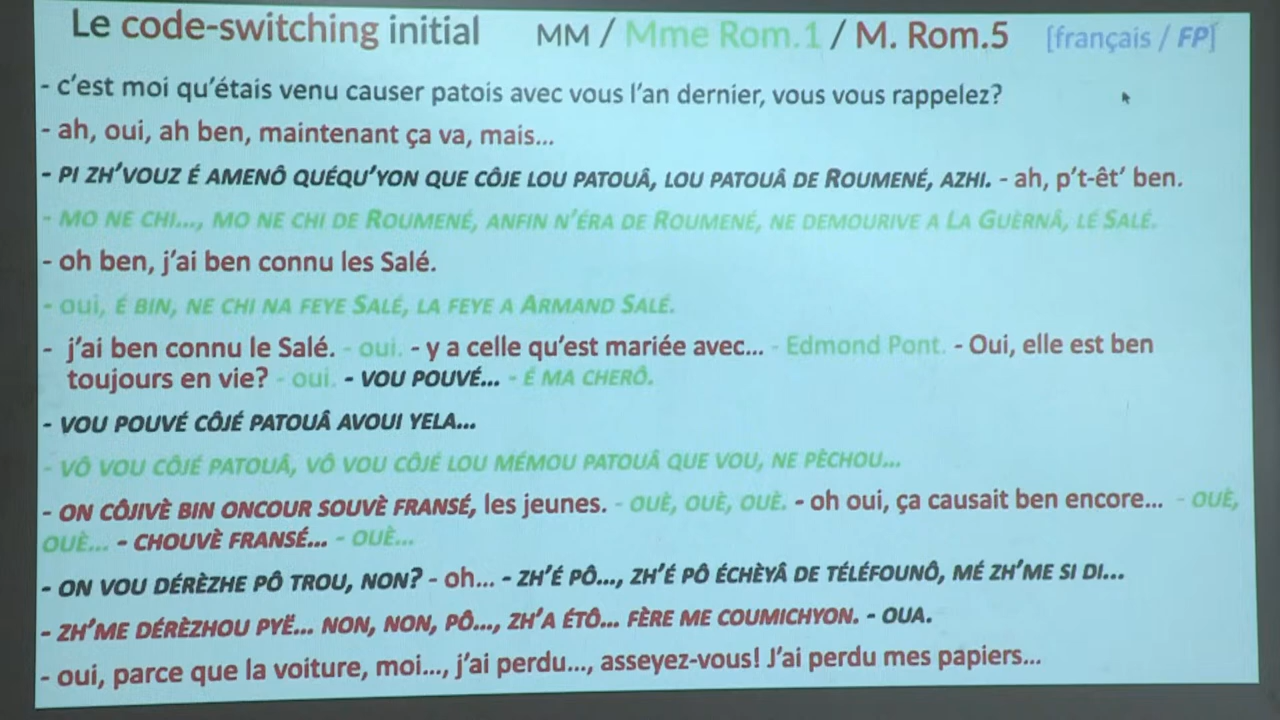 Le code-switching initial MM / Mme Rom.1 / M. Rom.5 [français / FP]
- c'est moi qu'étais venu causer patois avec vous l'an dernier, vous vous rappelez?
- ah, oui, ah ben, maintenant ça va, mais...
- PI ZH'VOUZ É AMENÔ QUÉQU'YON QUE CÔJE LOU PATOUÂ, LOU PATOUÂ DE ROUMENÉ, AZHI. - ah, p't-êt' ben.
- MO NE CHI..., MO NE CHI DE ROUMENÉ, ANFIN N'ÉRA DE ROUMENÉ, NE DEMOURIVE A LA GUÈRNÂ, LÉ SALÉ.
- oh ben, j'ai ben connu les Salé.
- oui, É BIN, NE CHI NA FEYE SALÉ, LA FEYE A ARMAND SALÉ.
- j'ai ben connu le Salé. - oui. - y a celle qu'est mariée avec... - Edmond Pont. - Oui, elle est ben
toujours en vie? - oui. - VOU POUVÉ... - É MA CHERÔ.
- VOU POUVÉ CÔJÉ PATOUÂ AVOUI YELA...
- VÔ VOU CÔJÉ PATOUÂ, VÔ VOU CÔJÉ LOU MÉMOU PATOUÂ QUE VOU, NE PÈCHOU...
- ON CÔJIVÈ BIN ONCOUR SOUVÈ FRANSÉ, les jeunes. - OUÈ, OUÈ, OUÈ. - oh oui, ça causait ben encore... - OUÈ,
OUÈ... - CHOUVÈ FRANSÉ... - OUÈ...
- ON VOU DÉRÈZHE PÔ TROU, NON? - oh... - ZH'É PÔ..., ZH'É PÔ ÉCHÈYÂ DE TÉLÉFOUNÔ, MÉ ZH'ME SI DI...
- ZH'ME DÉRÈZHOU PYË... NON, NON, PÔ..., ZH'A ÉTÔ... FÈRE ME COUMICHYON. - OUA.
- oui, parce que la voiture, moi..., j'ai perdu..., asseyez-vous! J'ai perdu mes papiers...